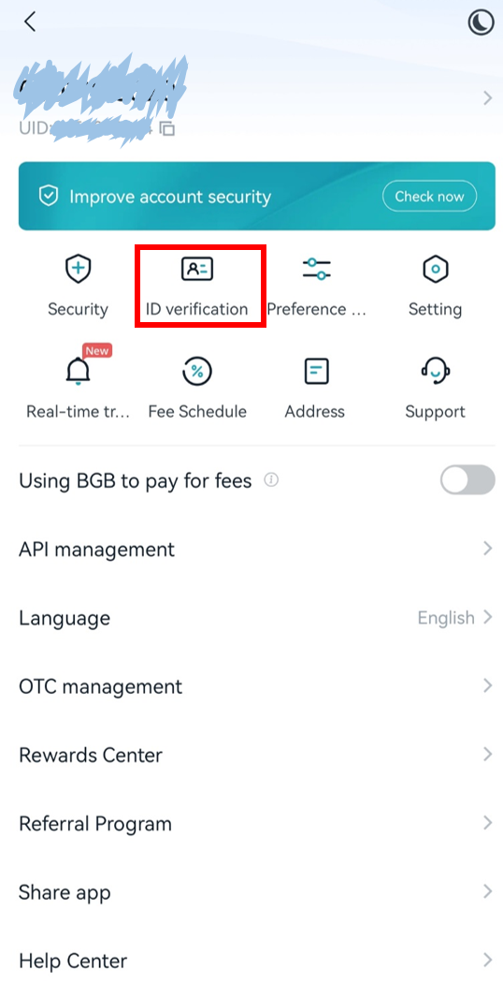 UID:
Improve account security
Check now
Security
ID verification
Preference ...
Setting
New
Real-time tr...
Fee Schedule
Address
Support
Using BGB to pay for fees
API management
Language
English
OTC management
Rewards Center
Referral Program
Share app
Help Center